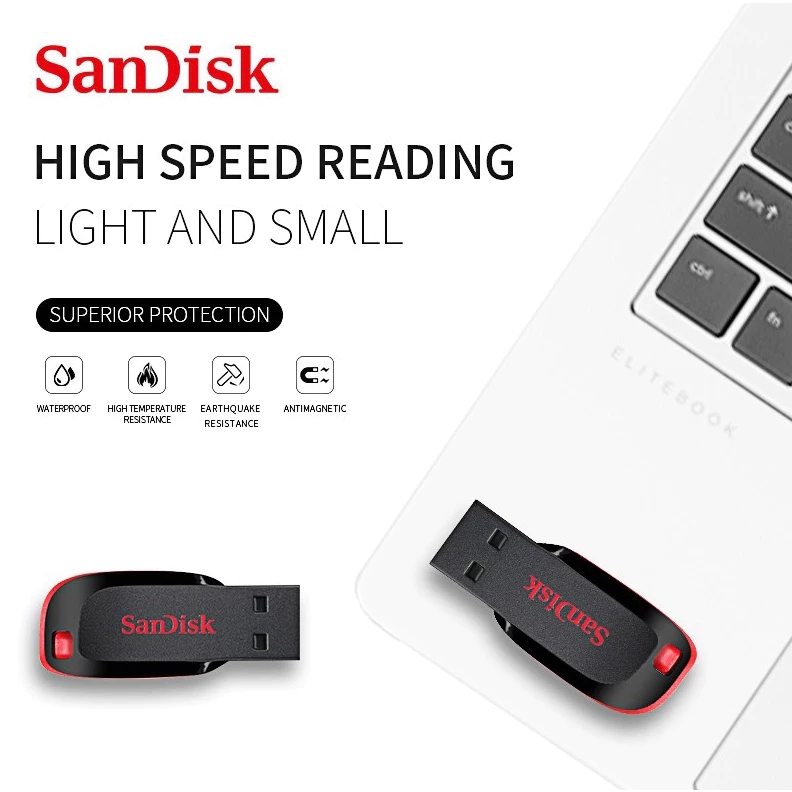 SanDisk
HIGH SPEED READING
LIGHT AND SMALL
SUPERIOR PROTECTION
WATERPROOF
HIGH TEMPERATURE
RESISTANCE
EARTHQUAKE
RESISTANCE
ANTIMAGNETIC
shift
ctrl
fn
ELITEBOOK
SanDisk
SanDisk